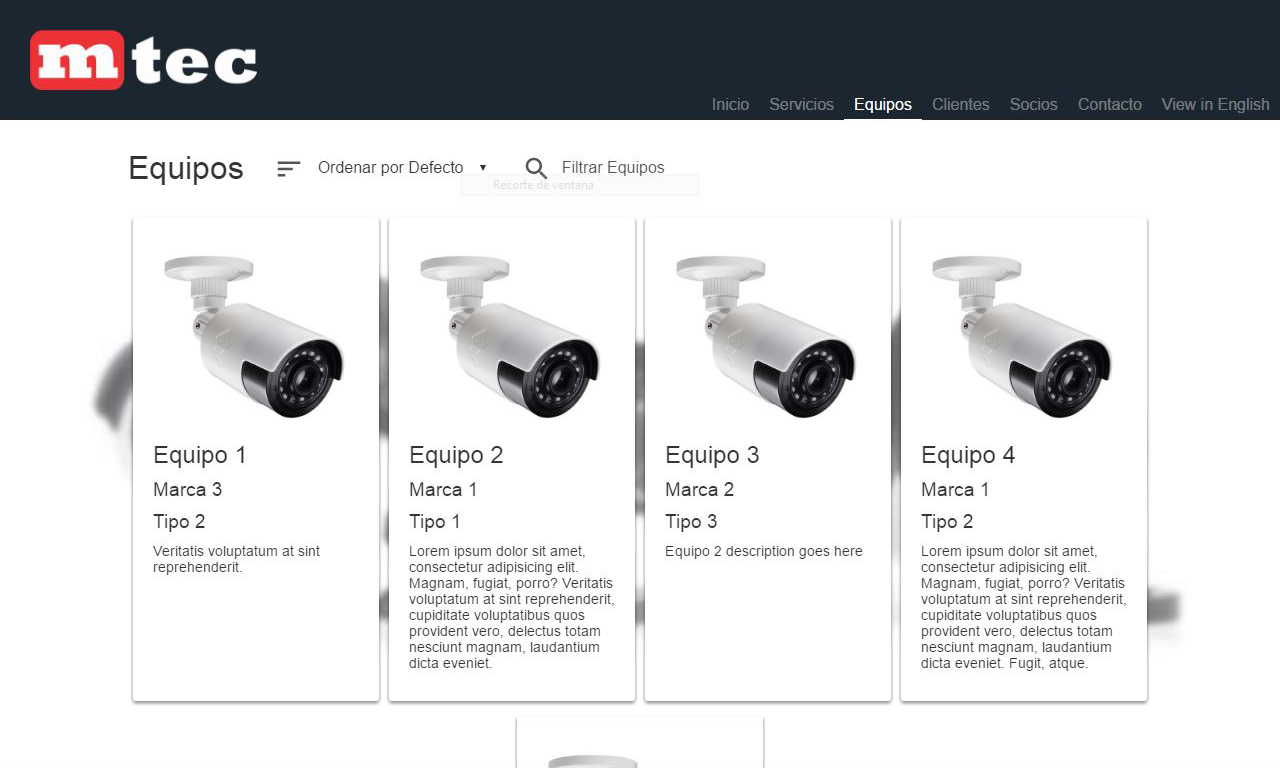 mtec
Inicio Servicios Equipos Clientes Socios Contacto View in English
Equipos Ordenar por Defecto Filtrar Equipos
Recorte de ventana
Equipo 1
Marca 3
Tipo 2
Veritatis voluptatum at sint
reprehenderit.
Equipo 2
Marca 1
Tipo 1
Lorem ipsum dolor sit amet,
consectetur adipisicing elit.
Magnam, fugiat, porro? Veritatis
voluptatum at sint reprehenderit,
cupiditate voluptatibus quos
provident vero, delectus totam
nesciunt magnam, laudantium
dicta eveniet.
Equipo 3
Marca 2
Tipo 3
Equipo 2 description goes here
Equipo 4
Marca 1
Tipo 2
Lorem ipsum dolor sit amet,
consectetur adipisicing elit.
Magnam, fugiat, porro? Veritatis
voluptatum at sint reprehenderit,
cupiditate voluptatibus quos
provident vero, delectus totam
nesciunt magnam, laudantium
dicta eveniet. Fugit, atque.